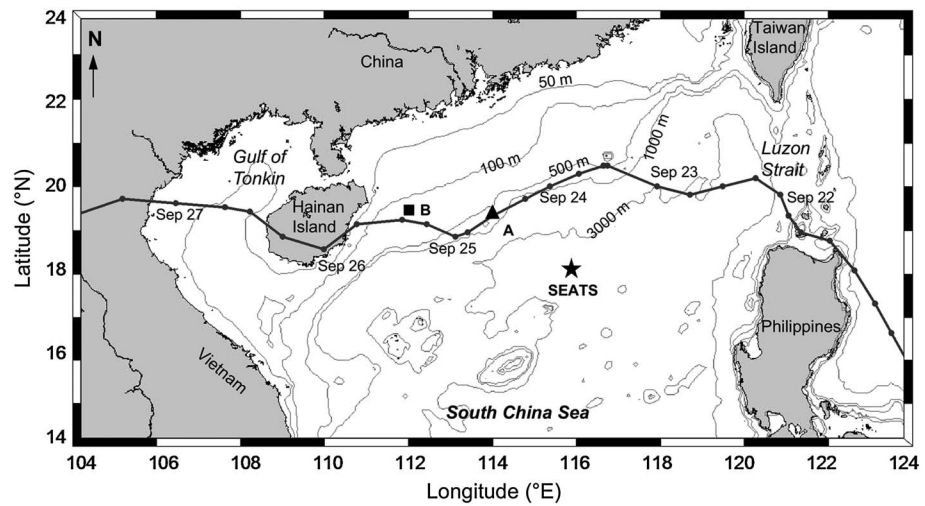 24
22
20
18
16
14
Latitude (°N)
N
China
Taiwan
Island
50 m
100 m
500 m
1000 m
3000 m
Luzon
Strait
Gulf of
Tonkin
Hainan
Island
Sep 27
Sep 26
Sep 25
Sep 24
Sep 23
Sep 22
B
A
SEATS
Philippines
Vietnam
South China Sea
104 106 108 110 112 114 116 118 120 122 124
Longitude (°E)